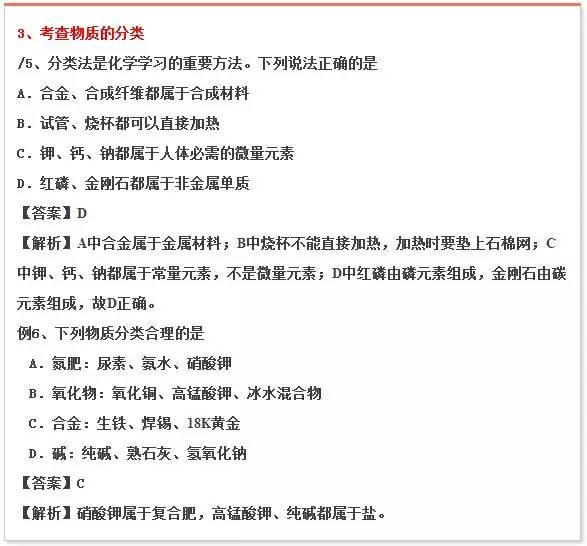 3、考查物质的分类
/5、分类法是化学学习的重要方法。下列说法正确的是
A．合金、合成纤维都属于合成材料
B．试管、烧杯都可以直接加热
C．钾、钙、钠都属于人体必需的微量元素
D．红磷、金刚石都属于非金属单质
【答案】D
【解析】A中合金属于金属材料；B中烧杯不能直接加热，加热时要垫上石棉网；C
中钾、钙、钠都属于常量元素，不是微量元素；D中红磷由磷元素组成，金刚石由碳
元素组成，故D正确。
例6、下列物质分类合理的是
A．氮肥：尿素、氨水、硝酸钾
B．氧化物：氧化铜、高锰酸钾、冰水混合物
C．合金：生铁、焊锡、18K黄金
D．碱：纯碱、熟石灰、氢氧化钠
【答案】C
【解析】硝酸钾属于复合肥，高锰酸钾、纯碱都属于盐。